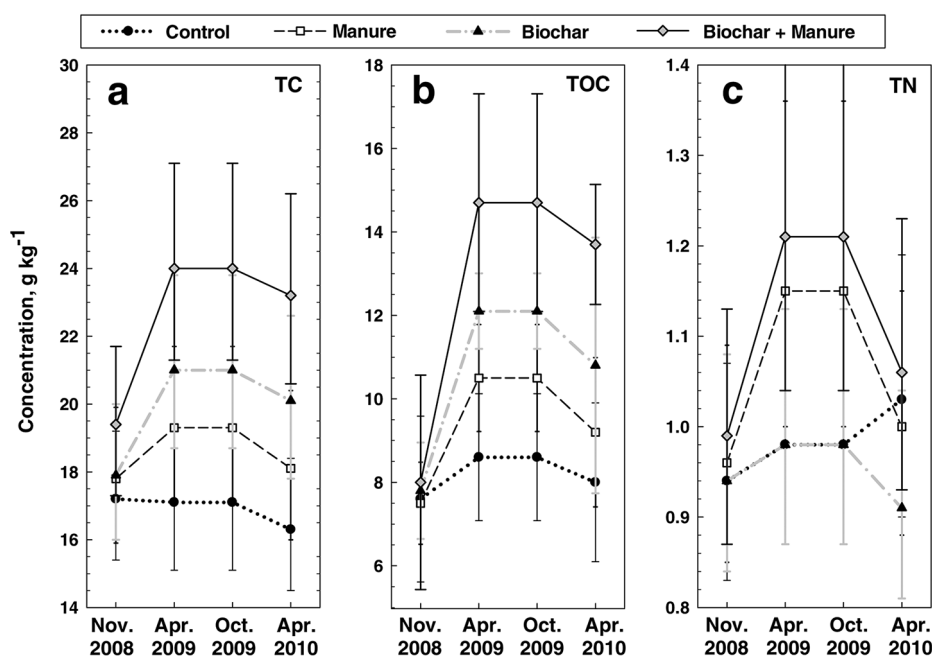 Control Manure Biochar Biochar + Manure
a TC
b TOC
c TN
Concentration, g kg-1
30
28
26
24
22
20
18
16
14
18
16
14
12
10
8
6
1.4
1.3
1.2
1.1
1.0
0.9
0.8
Nov. Apr. Oct. Apr.
2008 2009 2009 2010
Nov. Apr. Oct. Apr.
2008 2009 2009 2010
Nov. Apr. Oct. Apr.
2008 2009 2009 2010